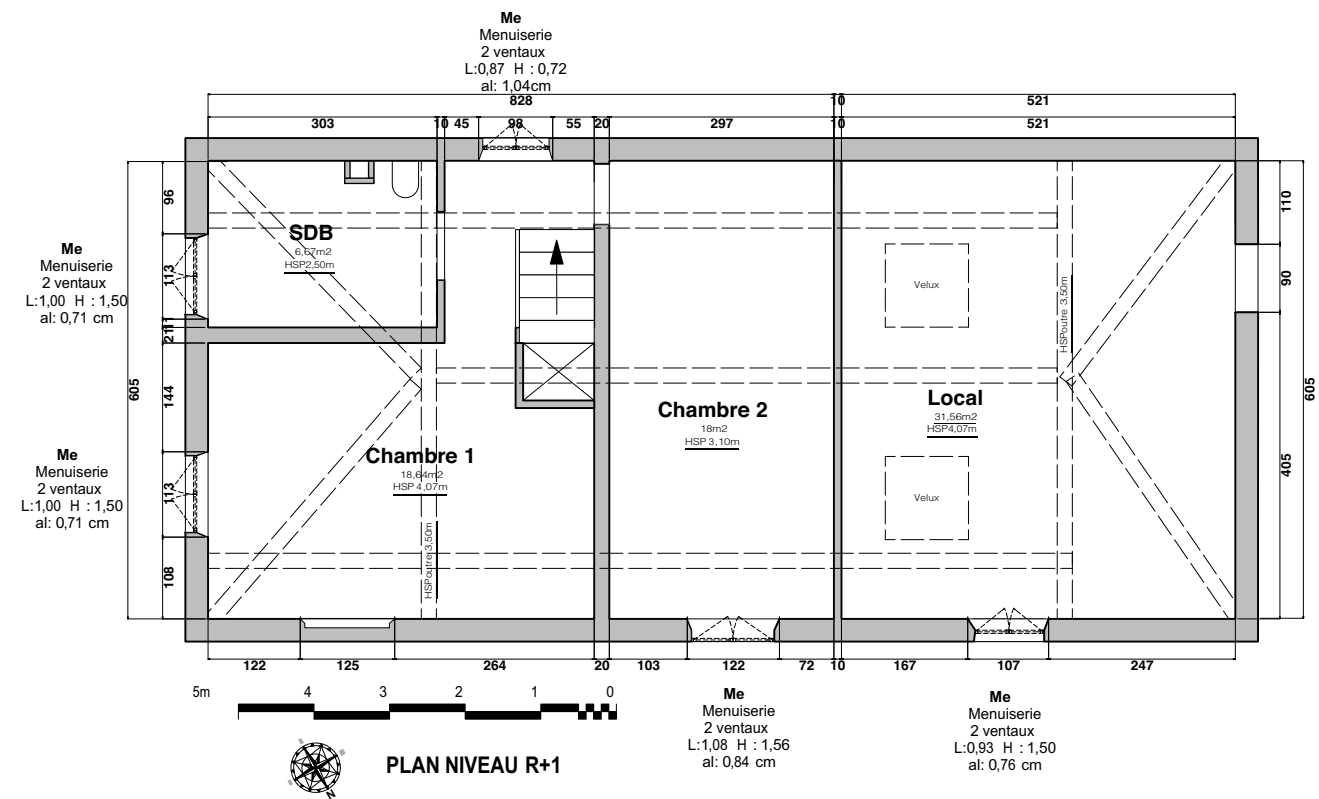 Me
Menuiserie
2 ventaux
L:0,87 H : 0,72
al: 1,04cm
828 10 521
303 10 45 98 55 20 297 10 521
96
113
11
21
144
113
108
605
Me
Menuiserie
2 ventaux
L:1,00 H : 1,50
al: 0,71 cm
Me
Menuiserie
2 ventaux
L:1,00 H : 1,50
al: 0,71 cm
SDB
6,67m2
HSP2,50m
Chambre 1
18,64m2
HSP 4,07m
HSPoutre 3,50m
Chambre 2
18m2
HSP 3,10m
Velux
Local
31,56m2
HSP4,07m
Velux
HSPoutre 3,50m
110
90
405
605
122 125 264 20 103 122 72 10 167 107 247
5m 4 3 2 1 0
Me
Menuiserie
2 ventaux
L:1,08 H : 1,56
al: 0,84 cm
Me
Menuiserie
2 ventaux
L:0,93 H : 1,50
al: 0,76 cm
N
PLAN NIVEAU R+1